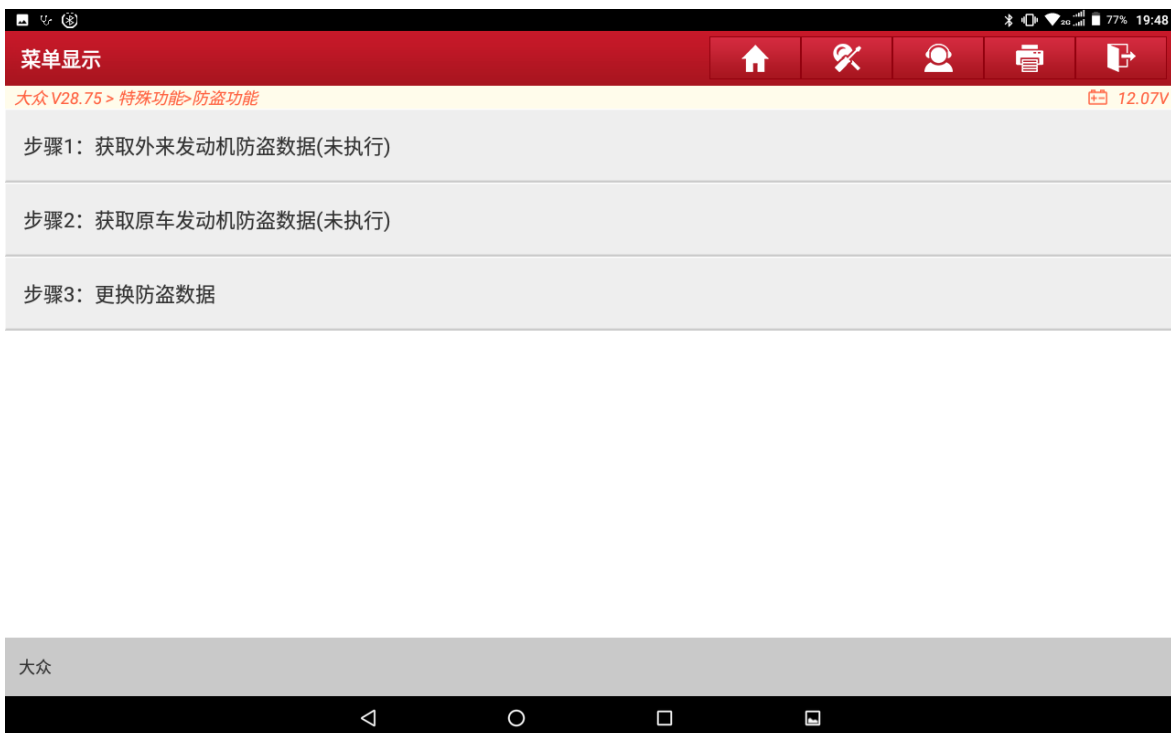 2G 77% 19:48
菜单显示
大众 V28.75 > 特殊功能>防盗功能 12.07V
步骤1：获取外来发动机防盗数据(未执行)
步骤2：获取原车发动机防盗数据(未执行)
步骤3：更换防盗数据
大众